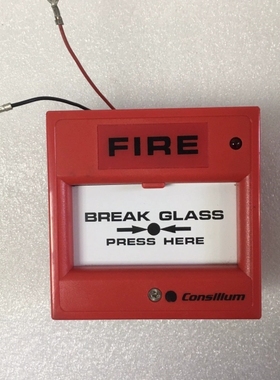 FIRE
BREAK GLASS
PRESS HERE
Consilium